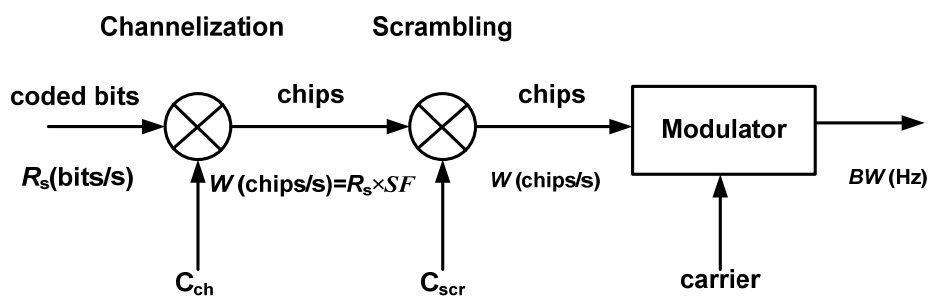 Channelization
Scrambling
coded bits
chips
chips
Modulator
Rs(bits/s)
W (chips/s)=Rs×SF
W (chips/s)
BW (Hz)
Cch
Cscr
carrier